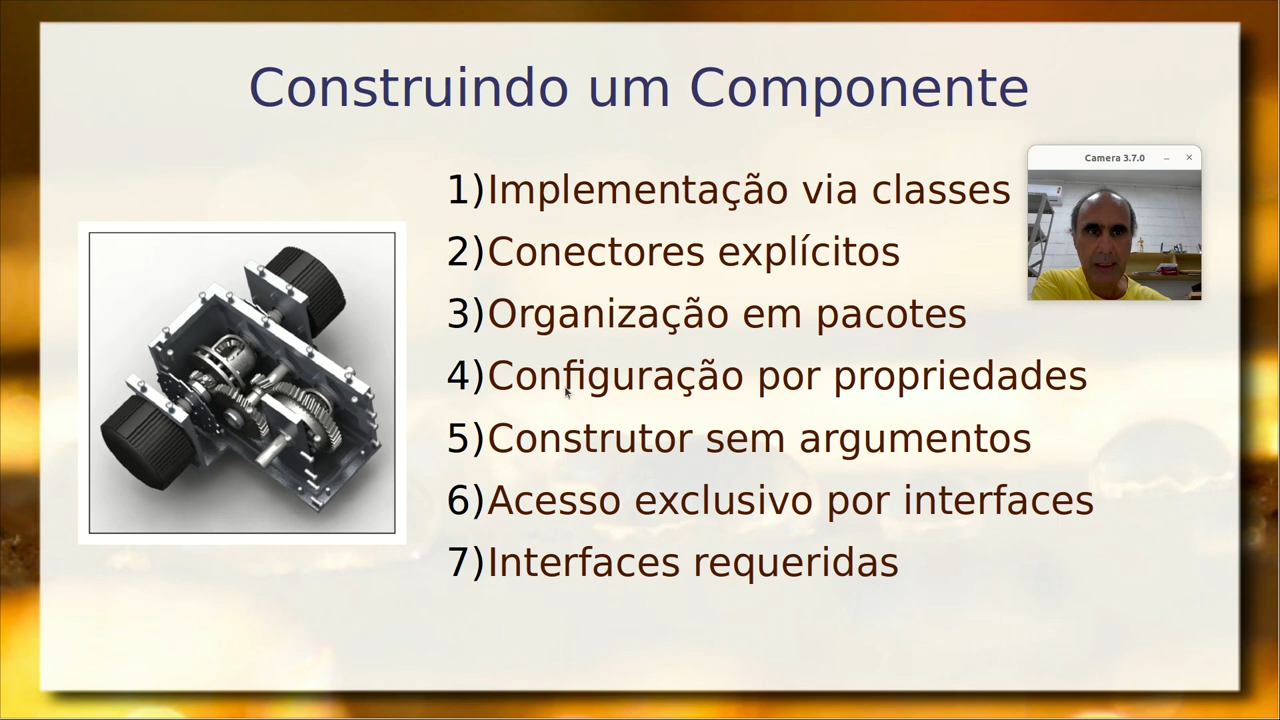 Construindo um Componente
Camera 3.7.0
1)Implementação via classes
2)Conectores explícitos
3)Organização em pacotes
4)Configuração por propriedades
5)Construtor sem argumentos
6)Acesso exclusivo por interfaces
7)Interfaces requeridas